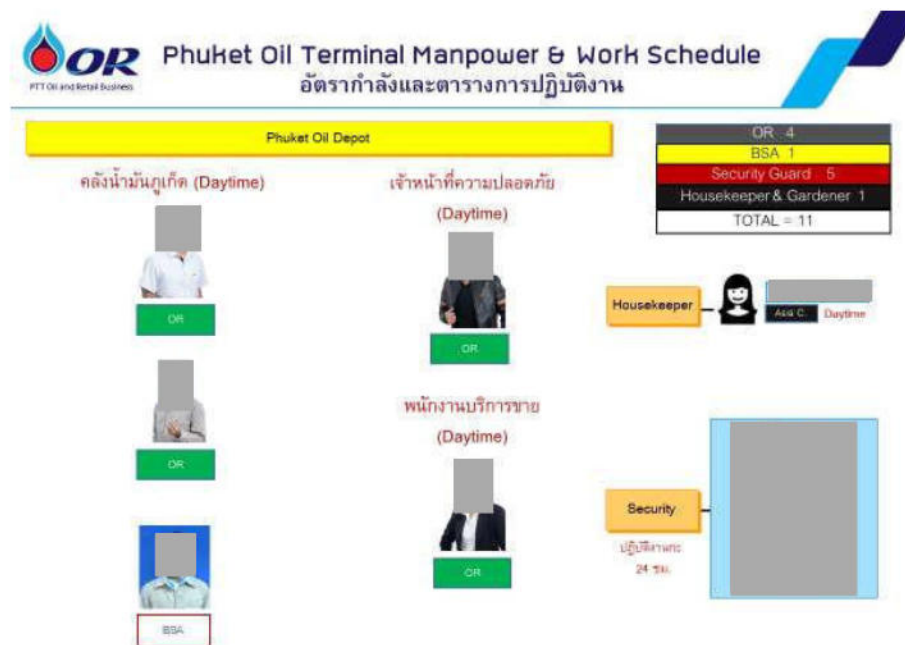 OR
PTT Oil and Retail Business
Phuket Oil Terminal Manpower & Work Schedule
อัตรากำลังและตารางการปฏิบัติงาน
Phuket Oil Depot
OR 4
BSA 1
Security Guard 5
Housekeeper & Gardener 1
TOTAL = 11
คลังน้ำมันภูเก็ต (Daytime)
OR
OR
BSA
เจ้าหน้าที่ความปลอดภัย
(Daytime)
OR
พนักงานบริการขาย
(Daytime)
OR
Housekeeper
Daytime
Security
ปฏิบัติงานกะ
24 ชม.